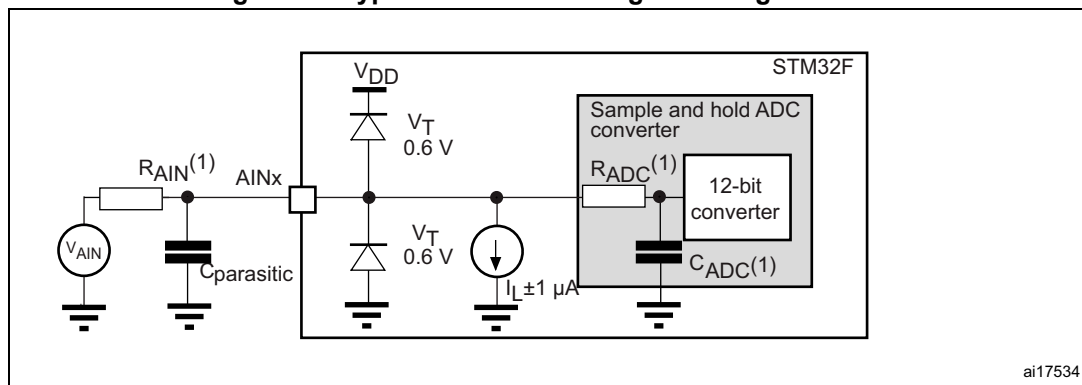 STM32F
VDD
Sample and hold ADC
converter
VT
0.6 V
RAIN(1)
AINx
RADC(1)
12-bit
converter
VAIN
Cparasitic
VT
0.6 V
IL±1 µA
CADC(1)
ai17534